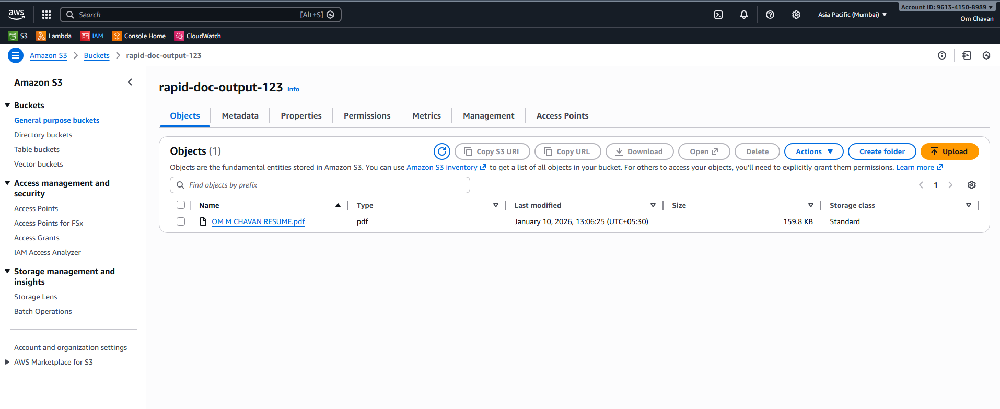 aws Search [Alt+S] Asia Pacific (Mumbai) Account ID: 9613-4150-8989
Om Chavan
S3 Lambda IAM Console Home CloudWatch
Amazon S3 Buckets rapid-doc-output-123
Amazon S3
Buckets
General purpose buckets
Directory buckets
Table buckets
Vector buckets
Access management and
security
Access Points
Access Points for FSx
Access Grants
IAM Access Analyzer
Storage management and
insights
Storage Lens
Batch Operations
Account and organization settings
AWS Marketplace for S3
rapid-doc-output-123 Info
Objects Metadata Properties Permissions Metrics Management Access Points
Objects (1) Copy S3 URI Copy URL Download Open Delete Actions Create folder Upload
Objects are the fundamental entities stored in Amazon S3. You can use Amazon S3 inventory to get a list of all objects in your bucket. For others to access your objects, you'll need to explicitly grant them permissions. Learn more
Find objects by prefix 1
Name Type Last modified Size Storage class
OM M CHAVAN RESUME.pdf pdf January 10, 2026, 13:06:25 (UTC+05:30) 159.8 KB Standard